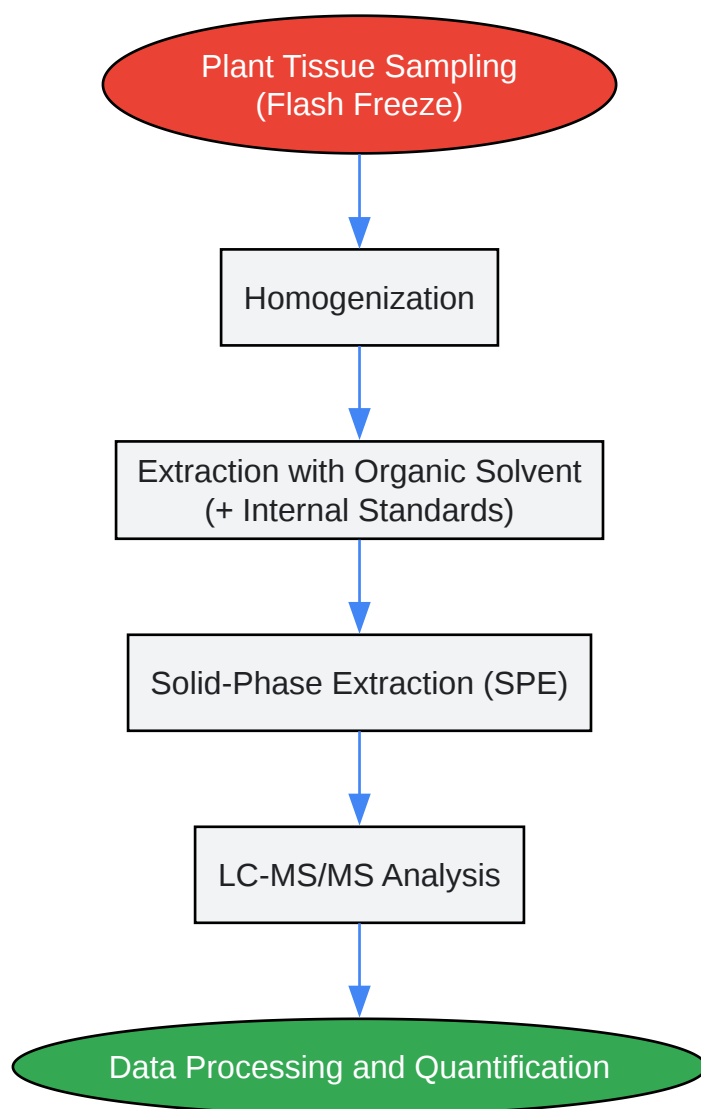 Plant Tissue Sampling
(Flash Freeze)
Homogenization
Extraction with Organic Solvent
(+ Internal Standards)
Solid-Phase Extraction (SPE)
LC-MS/MS Analysis
Data Processing and Quantification